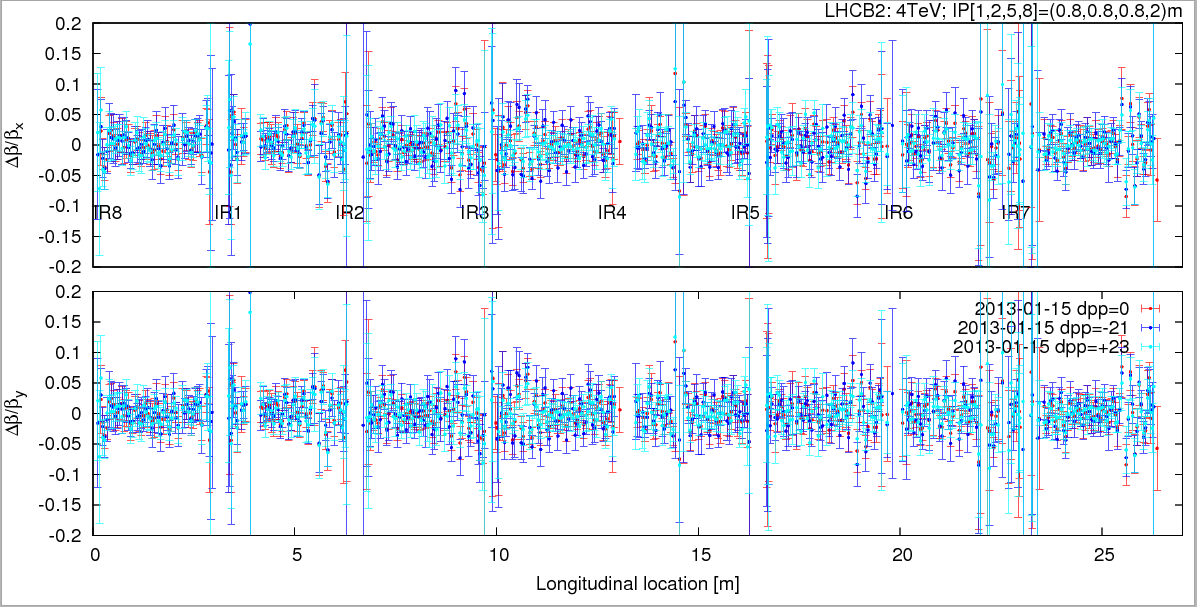 LHCB2: 4TeV; IP[1,2,5,8]=(0.8,0.8,0.8,2)m
0.2
0.15
0.1
0.05
0
-0.05
-0.1
-0.15
-0.2
Δβ/βx
IR8 IR1 IR2 IR3 IR4 IR5 IR6 IR7
0.2
0.15
0.1
0.05
0
-0.05
-0.1
-0.15
-0.2
Δβ/βy
2013-01-15 dpp=0
2013-01-15 dpp=-21
2013-01-15 dpp=+23
0 5 10 15 20 25
Longitudinal location [m]